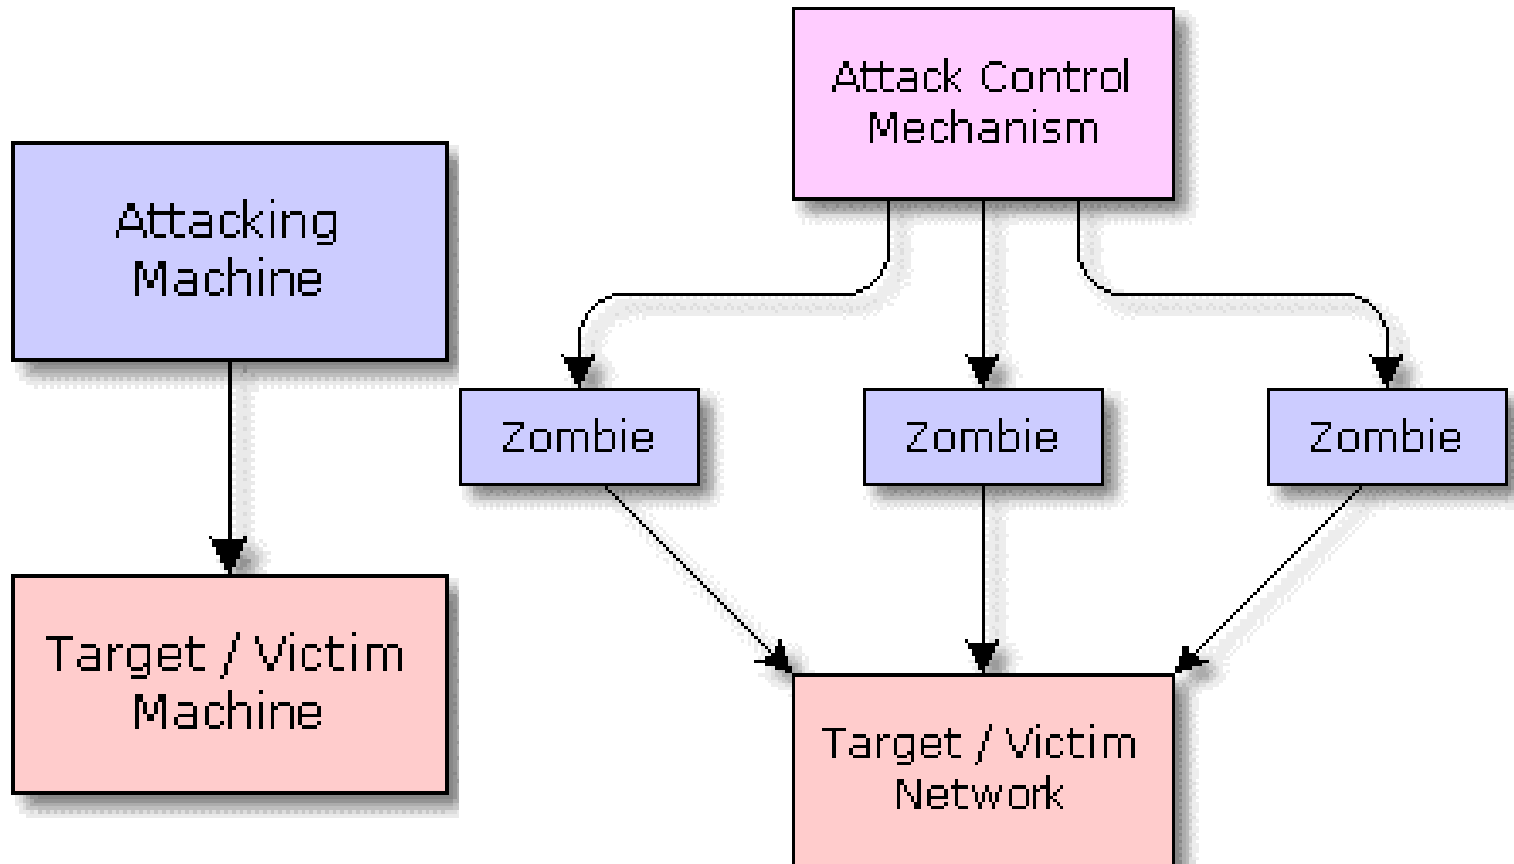 Attacking
Machine
Target / Victim
Machine
Attack Control
Mechanism
Zombie
Zombie
Zombie
Target / Victim
Network